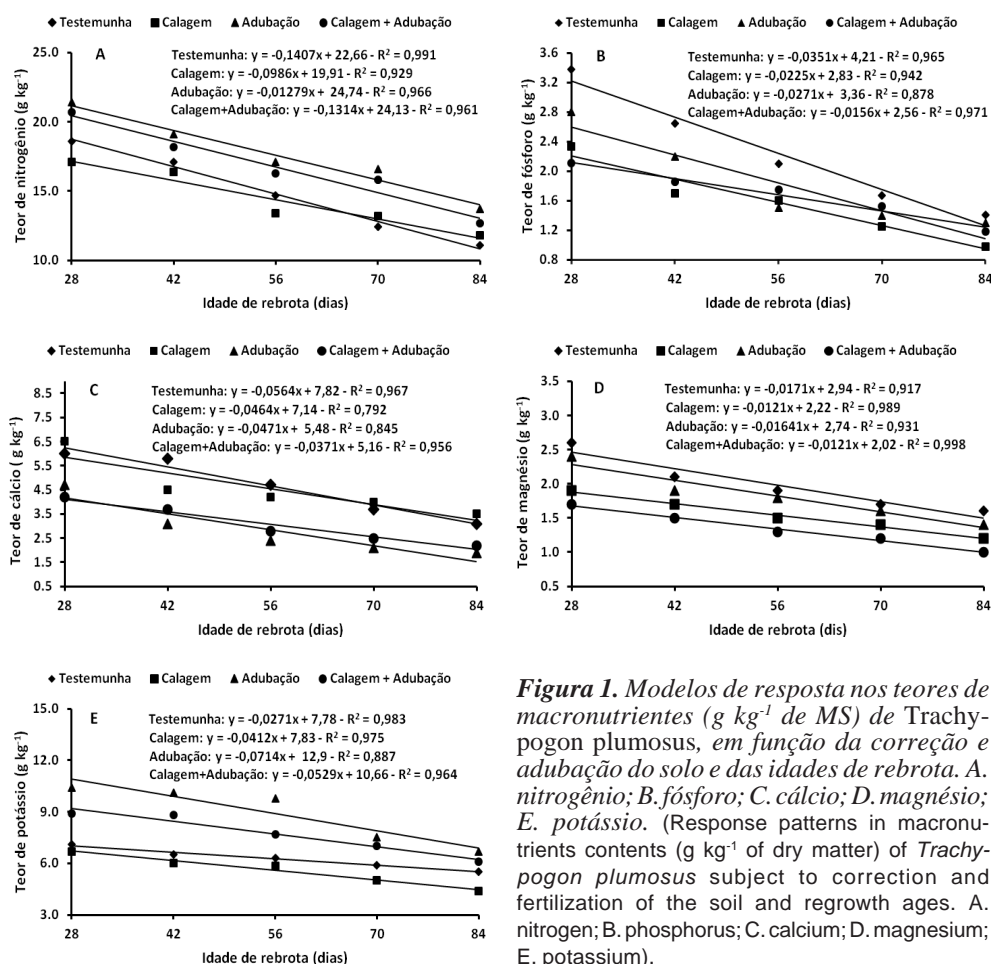 ◆ Testemunha ■ Calagem ▲ Adubação ● Calagem + Adubação
A
Testemunha: y = -0,1407x + 22,66 - R² = 0,991
Calagem: y = -0,0986x + 19,91 - R² = 0,929
Adubação: y = -0,01279x + 24,74 - R² = 0,966
Calagem+Adubação: y = -0,1314x + 24,13 - R² = 0,961
Teor de nitrogênio (g kg⁻¹)
25.0
20.0
15.0
10.0
28 42 56 70 84
Idade de rebrota (dias)
◆ Testemunha ■ Calagem ▲ Adubação ● Calagem + Adubação
B
Testemunha: y = -0,0351x + 4,21 - R² = 0,965
Calagem: y = -0,0225x + 2,83 - R² = 0,942
Adubação: y = -0,0271x + 3,36 - R² = 0,878
Calagem+Adubação: y = -0,0156x + 2,56 - R² = 0,971
Teor de fósforo (g kg⁻¹)
3.6
3.2
2.8
2.4
2.0
1.6
1.2
0.8
28 42 56 70 84
Idade de rebrota (dias)
◆ Testemunha ■ Calagem ▲ Adubação ● Calagem + Adubação
C
Testemunha: y = -0,0564x + 7,82 - R² = 0,967
Calagem: y = -0,0464x + 7,14 - R² = 0,792
Adubação: y = -0,0471x + 5,48 - R² = 0,845
Calagem+Adubação: y = -0,0371x + 5,16 - R² = 0,956
Teor de cálcio ( g kg⁻¹)
8.5
7.5
6.5
5.5
4.5
3.5
2.5
1.5
0.5
28 42 56 70 84
Idade de rebrota (dias)
◆ Testemunha ■ Calagem ▲ Adubação ● Calagem + Adubação
D
Testemunha: y = -0,0171x + 2,94 - R² = 0,917
Calagem: y = -0,0121x + 2,22 - R² = 0,989
Adubação: y = -0,01641x + 2,74 - R² = 0,931
Calagem+Adubação: y = -0,0121x + 2,02 - R² = 0,998
Teor de magnésio (g kg⁻¹)
3.5
3.0
2.5
2.0
1.5
1.0
0.5
28 42 56 70 84
Idade de rebrota (dis)
◆ Testemunha ■ Calagem ▲ Adubação ● Calagem + Adubação
E
Testemunha: y = -0,0271x + 7,78 - R² = 0,983
Calagem: y = -0,0412x + 7,83 - R² = 0,975
Adubação: y = -0,0714x + 12,9 - R² = 0,887
Calagem+Adubação: y = -0,0529x + 10,66 - R² = 0,964
Teor de potássio (g kg⁻¹)
15.0
12.0
9.0
6.0
3.0
28 42 56 70 84
Idade de rebrota (dias)
Figura 1. Modelos de resposta nos teores de
macronutrientes (g kg⁻¹ de MS) de Trachy-
pogon plumosus, em função da correção e
adubação do solo e das idades de rebrota. A.
nitrogênio; B. fósforo; C. cálcio; D. magnésio;
E. potássio. (Response patterns in macronu-
trients contents (g kg⁻¹ of dry matter) of Trachy-
pogon plumosus subject to correction and
fertilization of the soil and regrowth ages. A.
nitrogen; B. phosphorus; C. calcium; D. magnesium;
E. potassium).